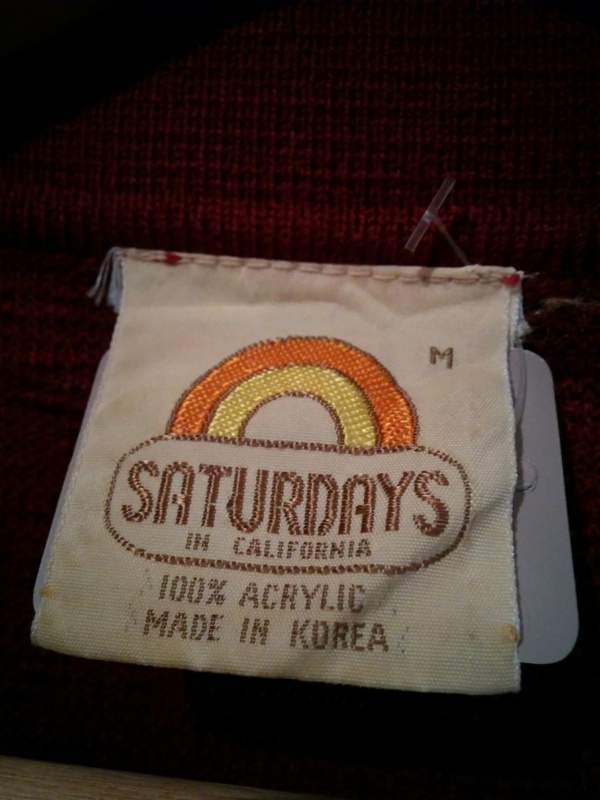 M
SATURDAYS
IN CALIFORNIA
100% ACRYLIC
MADE IN KOREA